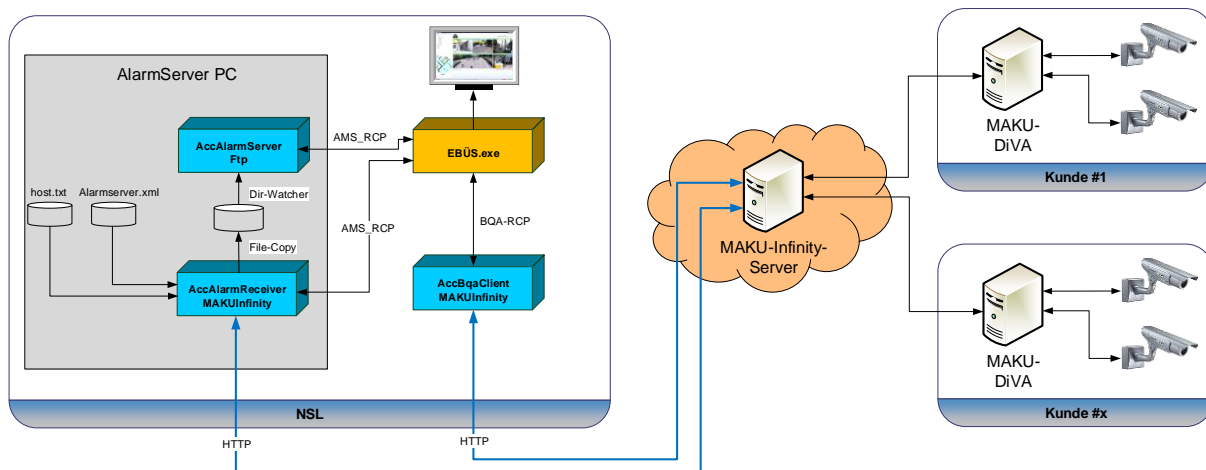 AlarmServer PC
AccAlarmServer
Ftp
AMS_RCP
EBÜS.exe
host.txt
Alarmserver.xml
Dir-Watcher
File-Copy
AMS_RCP
BQA-RCP
AccAlarmReceiver
MAKUInfinity
AccBqaClient
MAKUInfinity
NSL
HTTP
HTTP
MAKU-Infinity-
Server
MAKU-
DiVA
Kunde #1
MAKU-
DiVA
Kunde #x